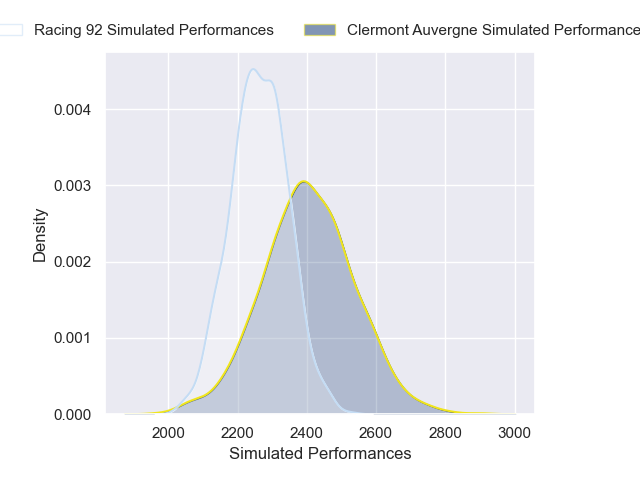 Racing 92 Simulated Performances Clermont Auvergne Simulated Performance
0.004
0.003
0.002
0.001
0.000
Density
2000 2200 2400 2600 2800 3000
Simulated Performances